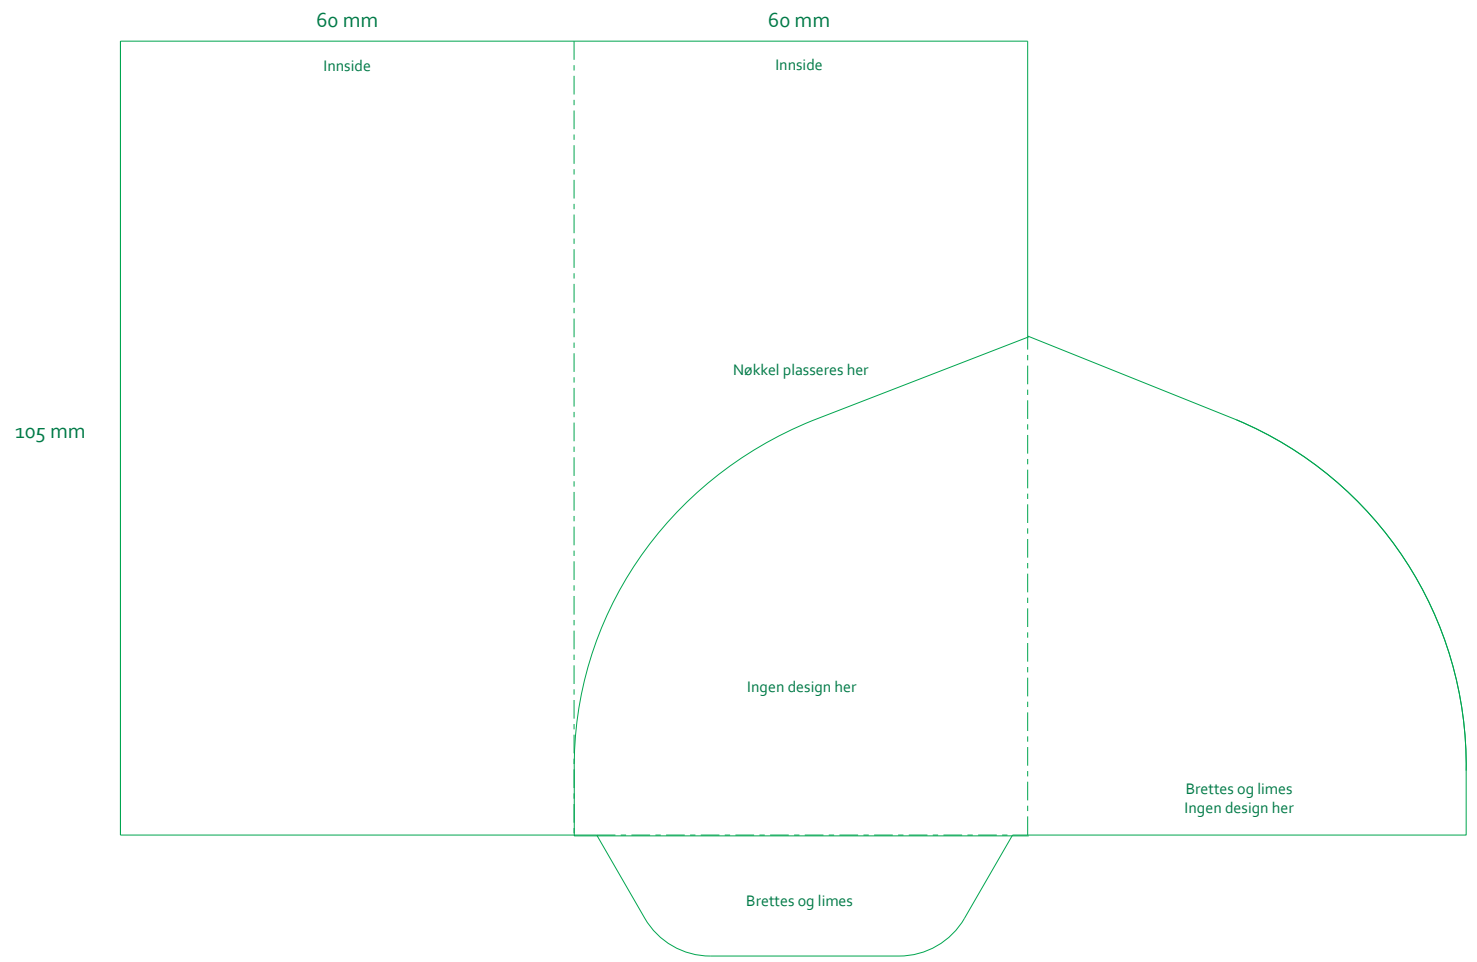 60 mm
60 mm
Innside
Innside
Nøkkel plasseres her
105 mm
Ingen design her
Brettes og limes
Ingen design her
Brettes og limes